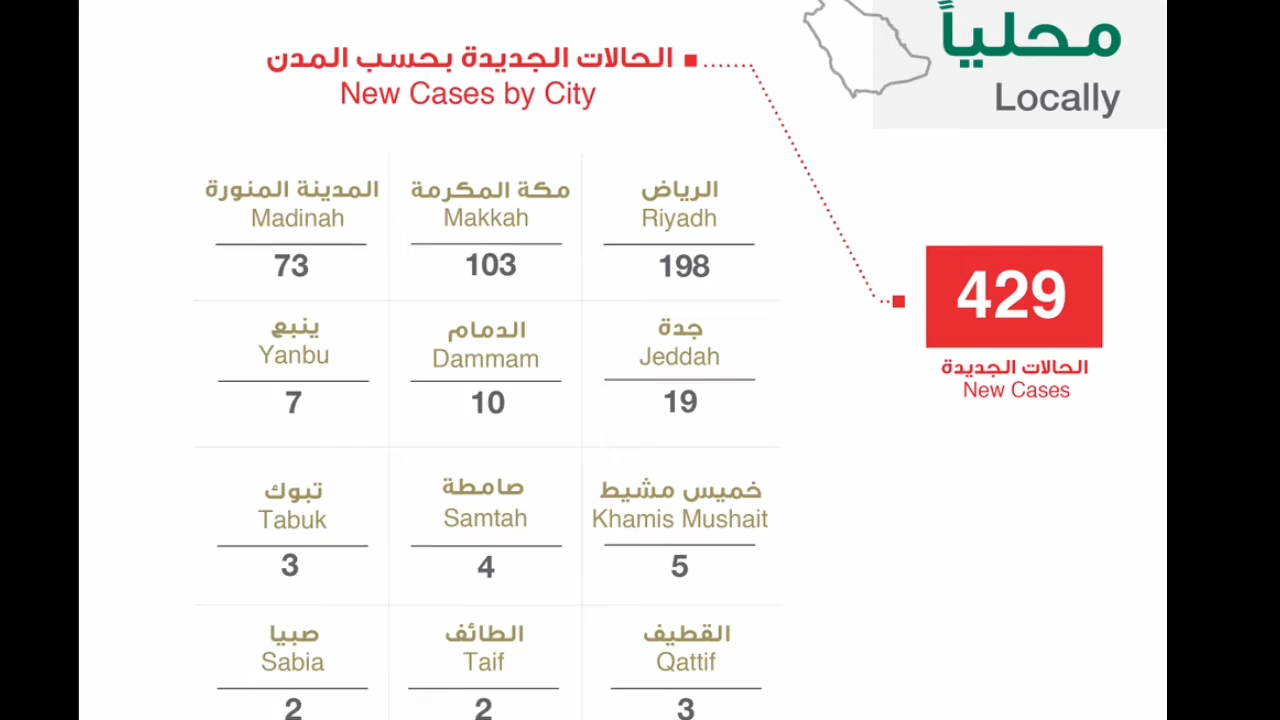 محلياً
Locally
الحالات الجديدة بحسب المدن
New Cases by City
429
الحالات الجديدة
New Cases
الرياض
Riyadh
198
مكة المكرمة
Makkah
103
المدينة المنورة
Madinah
73
جدة
Jeddah
19
الدمام
Dammam
10
ينبع
Yanbu
7
خميس مشيط
Khamis Mushait
5
صامطة
Samtah
4
تبوك
Tabuk
3
القطيف
Qattif
3
الطائف
Taif
2
صبيا
Sabia
2